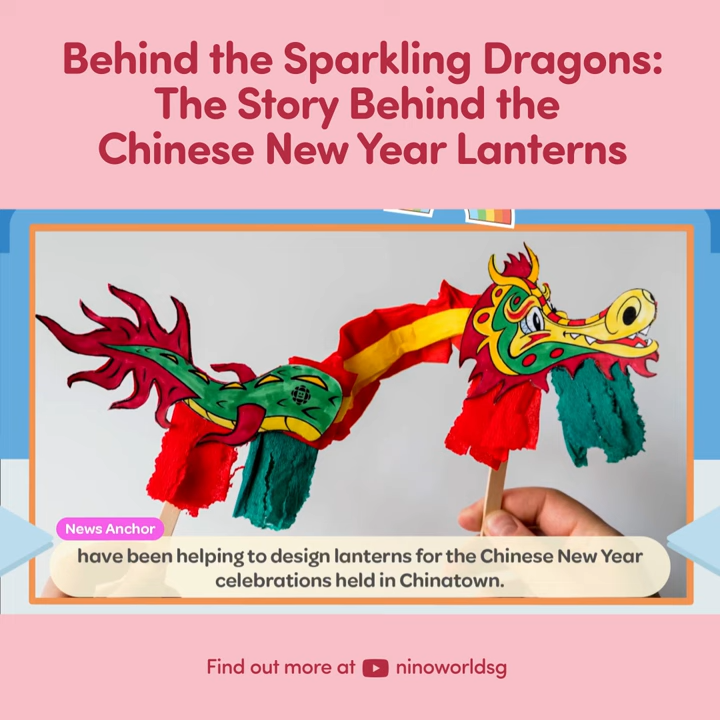 Behind the Sparkling Dragons:
The Story Behind the
Chinese New Year Lanterns
News Anchor
have been helping to design lanterns for the Chinese New Year
celebrations held in Chinatown.
Find out more at ninoworldsg